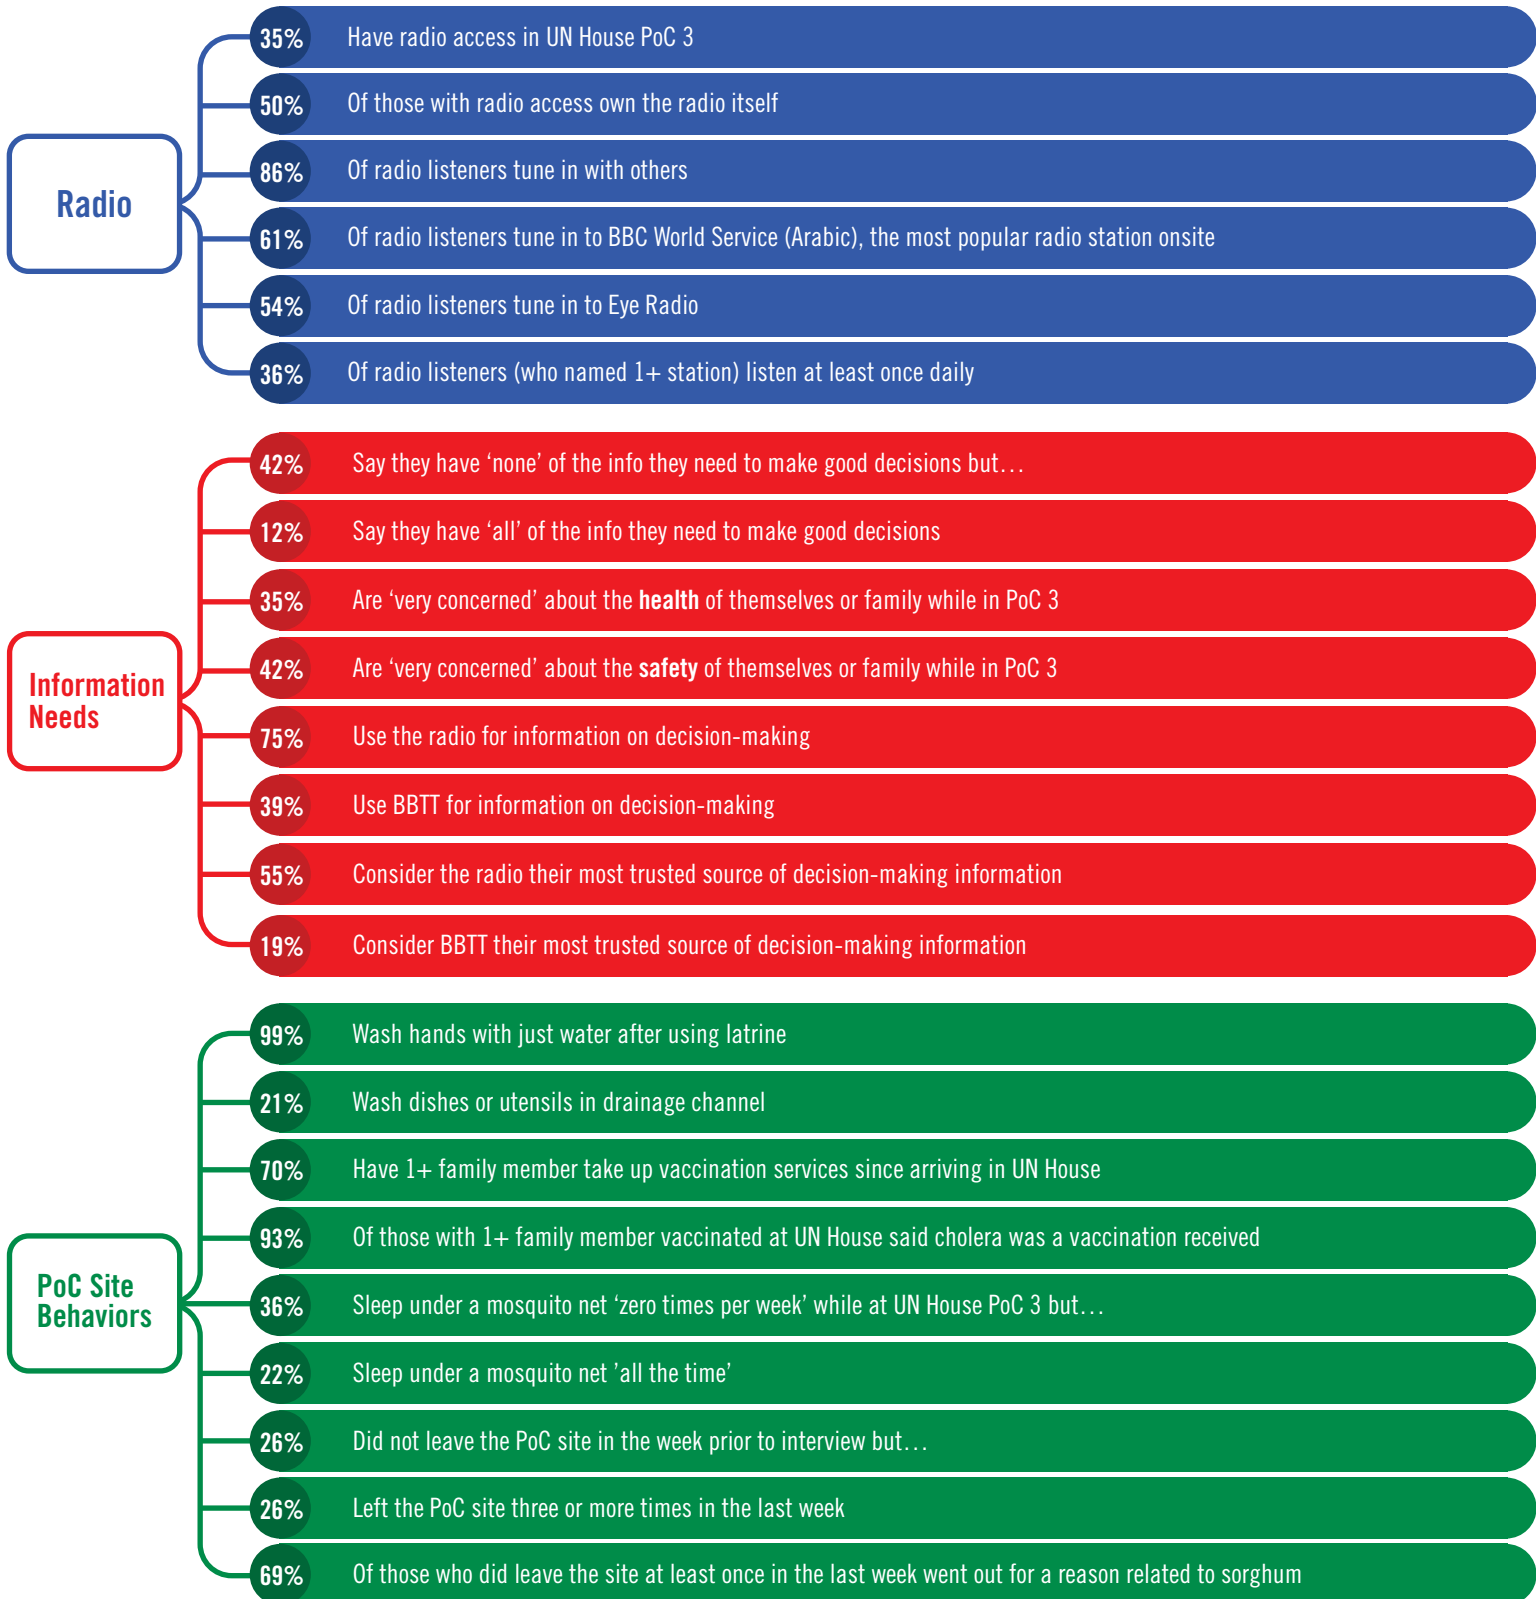 Radio
35% Have radio access in UN House PoC 3
50% Of those with radio access own the radio itself
86% Of radio listeners tune in with others
61% Of radio listeners tune in to BBC World Service (Arabic), the most popular radio station onsite
54% Of radio listeners tune in to Eye Radio
36% Of radio listeners (who named 1+ station) listen at least once daily
Information
Needs
42% Say they have ‘none’ of the info they need to make good decisions but…
12% Say they have ‘all’ of the info they need to make good decisions
35% Are ‘very concerned’ about the health of themselves or family while in PoC 3
42% Are ‘very concerned’ about the safety of themselves or family while in PoC 3
75% Use the radio for information on decision-making
39% Use BBTT for information on decision-making
55% Consider the radio their most trusted source of decision-making information
19% Consider BBTT their most trusted source of decision-making information
PoC Site
Behaviors
99% Wash hands with just water after using latrine
21% Wash dishes or utensils in drainage channel
70% Have 1+ family member take up vaccination services since arriving in UN House
93% Of those with 1+ family member vaccinated at UN House said cholera was a vaccination received
36% Sleep under a mosquito net ‘zero times per week’ while at UN House PoC 3 but…
22% Sleep under a mosquito net ’all the time’
26% Did not leave the PoC site in the week prior to interview but…
26% Left the PoC site three or more times in the last week
69% Of those who did leave the site at least once in the last week went out for a reason related to sorghum